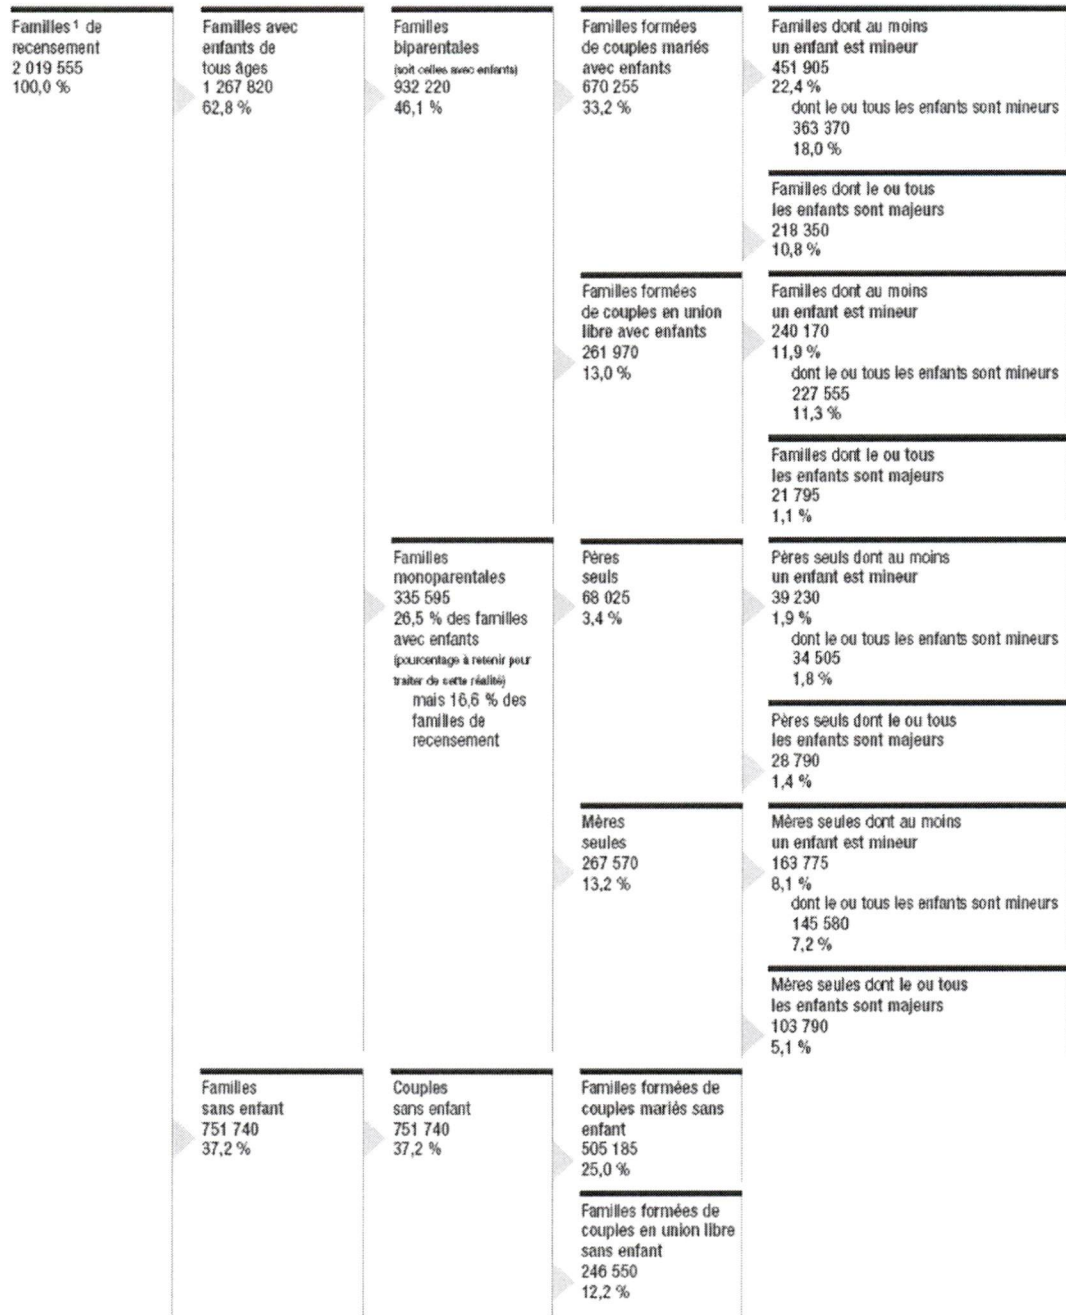 Familles¹ de
recensement
2 019 555
100,0 %
Familles avec
enfants de
tous âges
1 267 820
62,8 %
Familles
biparentales
(soit celles avec enfants)
932 220
46,1 %
Familles formées
de couples mariés
avec enfants
670 255
33,2 %
Familles dont au moins
un enfant est mineur
451 905
22,4 %
dont le ou tous les enfants sont mineurs
363 370
18,0 %
Familles dont le ou tous
les enfants sont majeurs
218 350
10,8 %
Familles formées
de couples en union
libre avec enfants
261 970
13,0 %
Familles dont au moins
un enfant est mineur
240 170
11,9 %
dont le ou tous les enfants sont mineurs
227 555
11,3 %
Familles dont le ou tous
les enfants sont majeurs
21 795
1,1 %
Familles
monoparentales
335 595
26,5 % des familles
avec enfants
(pourcentage à retenir pour
traiter de cette réalité)
mais 16,6 % des
familles de
recensement
Pères
seuls
68 025
3,4 %
Pères seuls dont au moins
un enfant est mineur
39 230
1,9 %
dont le ou tous les enfants sont mineurs
34 505
1,8 %
Pères seuls dont le ou tous
les enfants sont majeurs
28 790
1,4 %
Mères
seules
267 570
13,2 %
Mères seules dont au moins
un enfant est mineur
163 775
8,1 %
dont le ou tous les enfants sont mineurs
145 580
7,2 %
Mères seules dont le ou tous
les enfants sont majeurs
103 790
5,1 %
Familles
sans enfant
751 740
37,2 %
Couples
sans enfant
751 740
37,2 %
Familles formées de
couples mariés sans
enfant
505 185
25,0 %
Familles formées de
couples en union libre
sans enfant
246 550
12,2 %